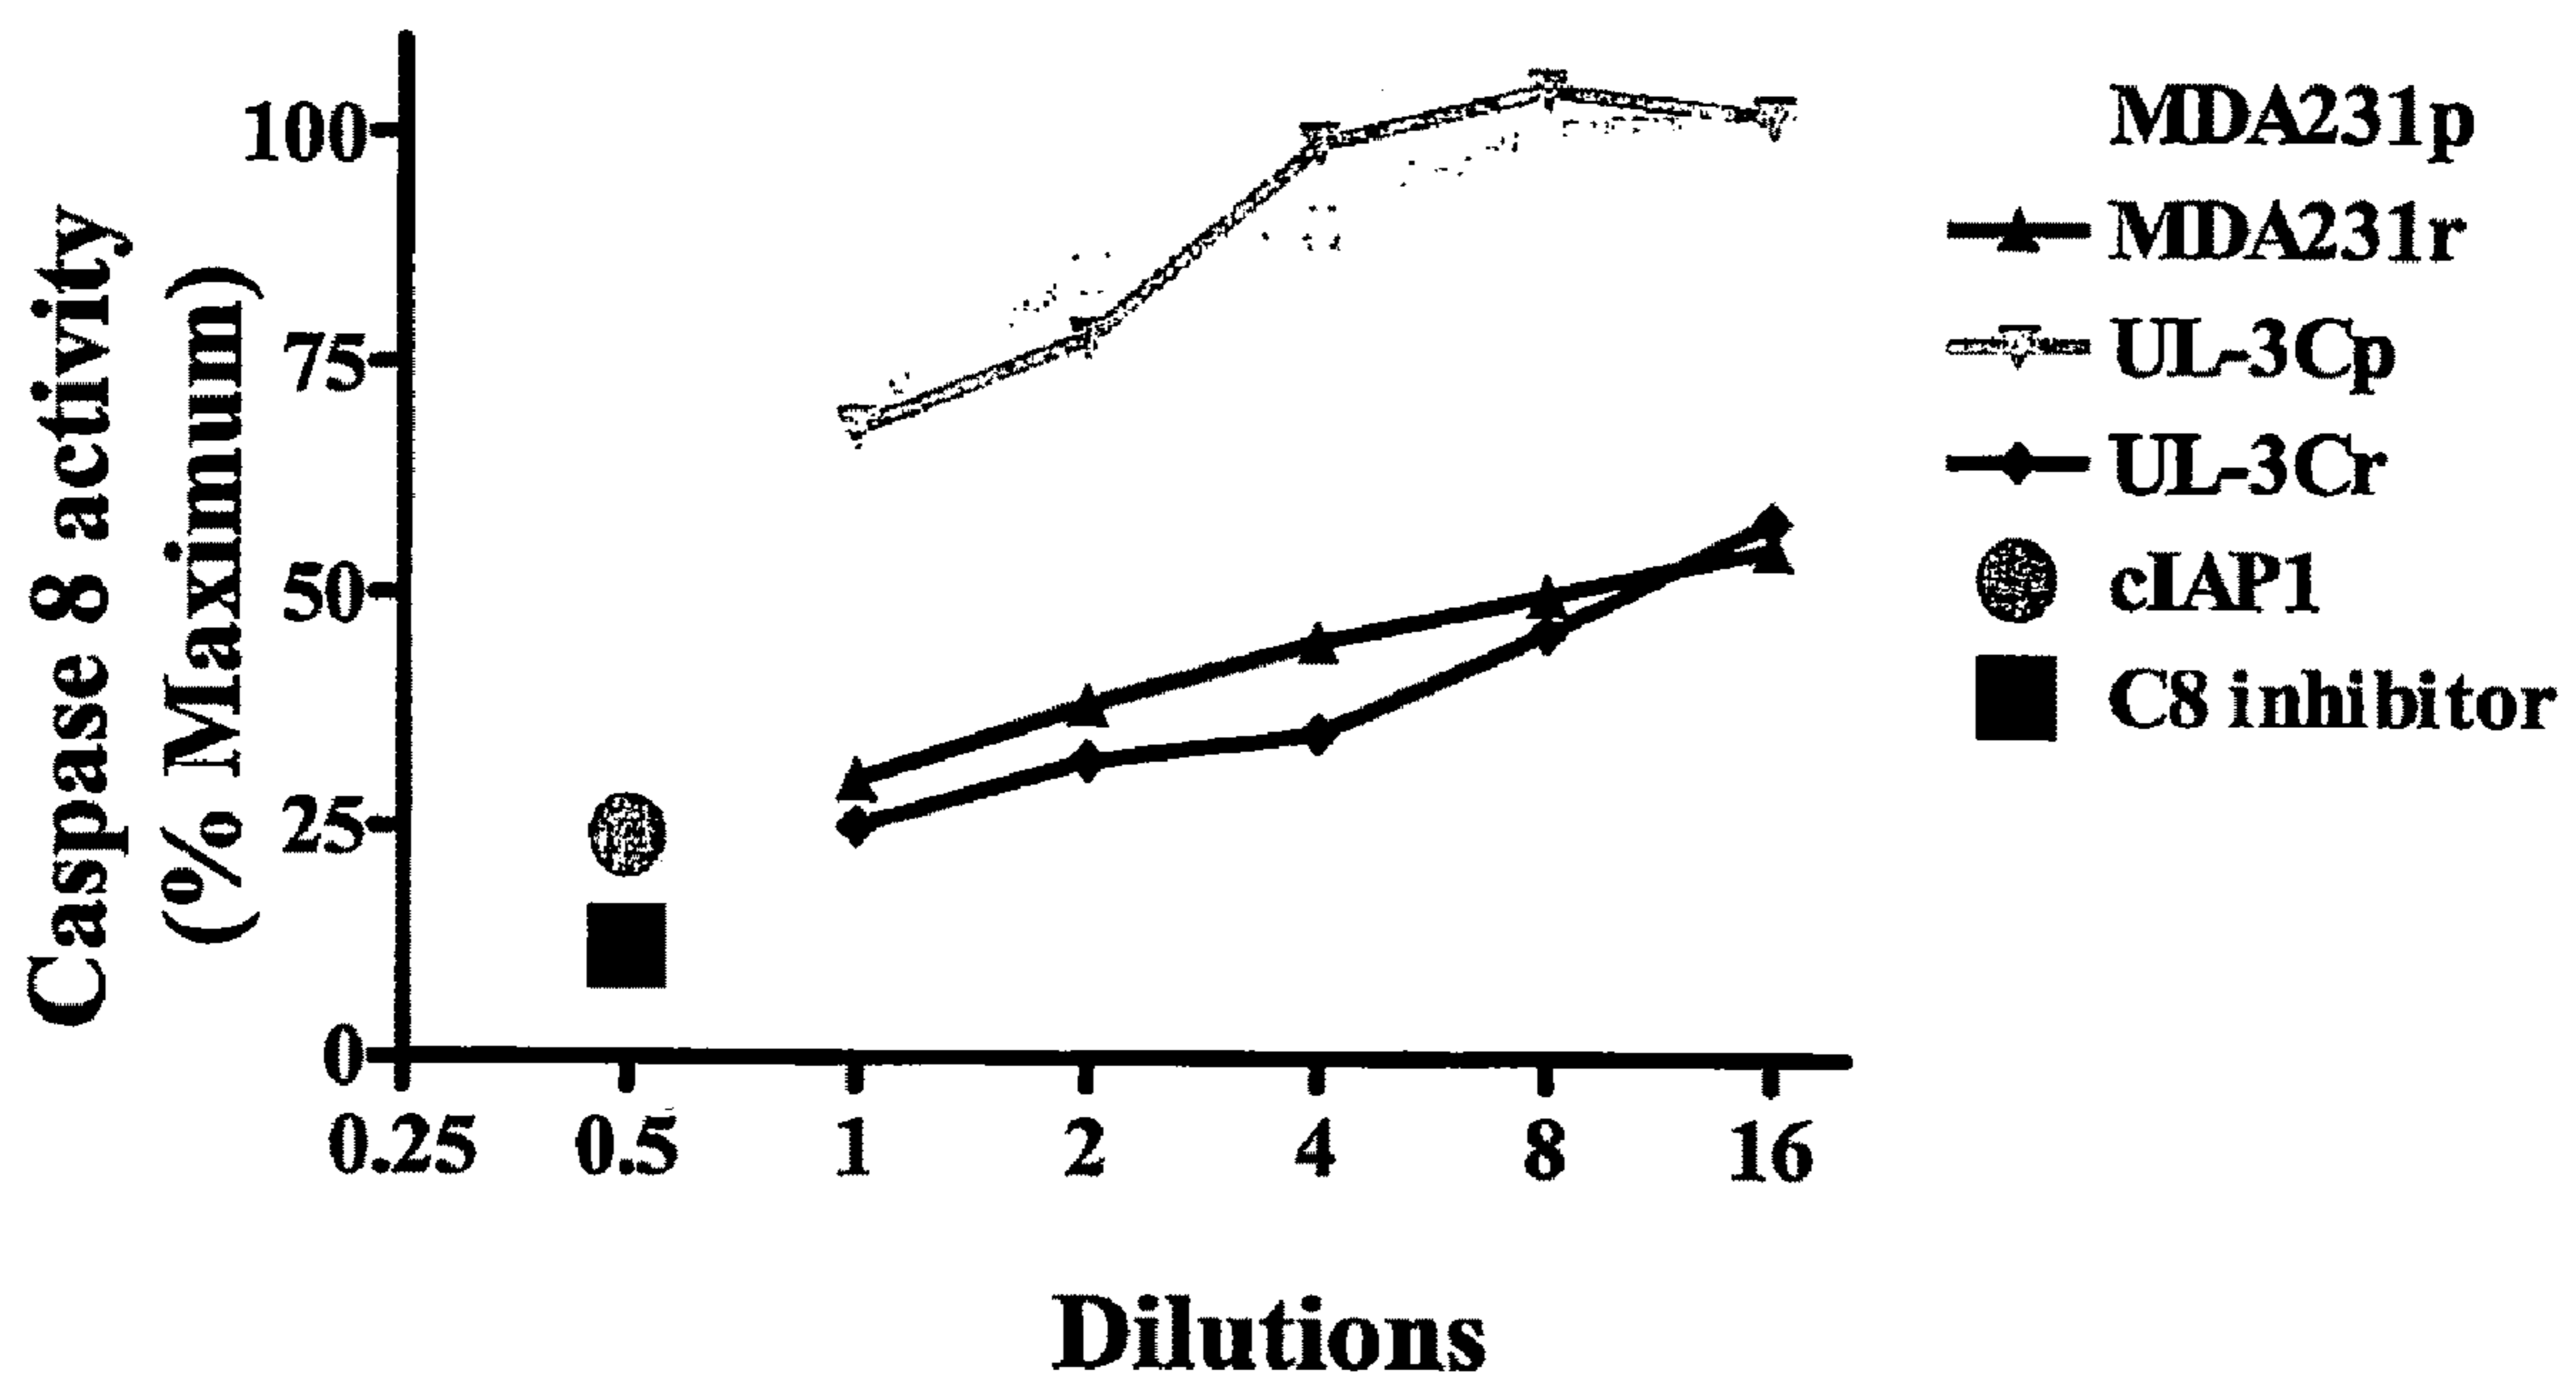 Caspase 8 activity
(% Maximum)
100
75
50
25
0
0.25 0.5 1 2 4 8 16
Dilutions
MDA231p
MDA231r
UL-3Cp
UL-3Cr
cIAP1
C8 inhibitor